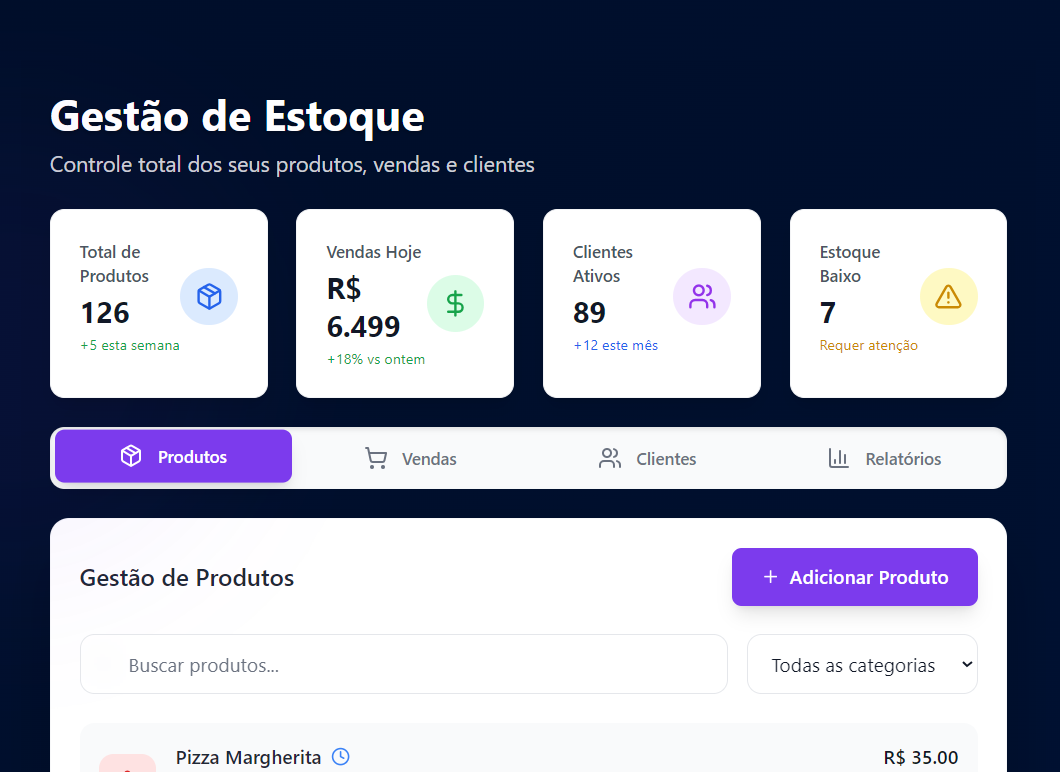 Gestão de Estoque
Controle total dos seus produtos, vendas e clientes
Total de
Produtos
126
+5 esta semana
Vendas Hoje
R$
6.499
+18% vs ontem
Clientes
Ativos
89
+12 este mês
Estoque
Baixo
7
Requer atenção
Produtos
Vendas
Clientes
Relatórios
Gestão de Produtos
+ Adicionar Produto
Buscar produtos...
Todas as categorias
Pizza Margherita
R$ 35.00